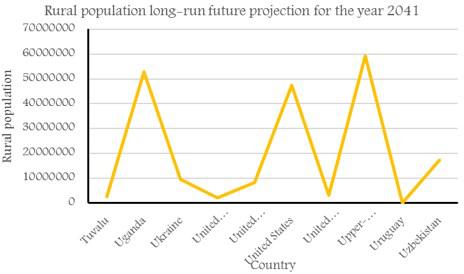 Rural population long-run future projection for the year 2041
70000000
60000000
50000000
40000000
30000000
20000000
10000000
0
Rural population
Tuvalu
Uganda
Ukraine
United...
United...
United States
United...
Upper-...
Uruguay
Uzbekistan
Country